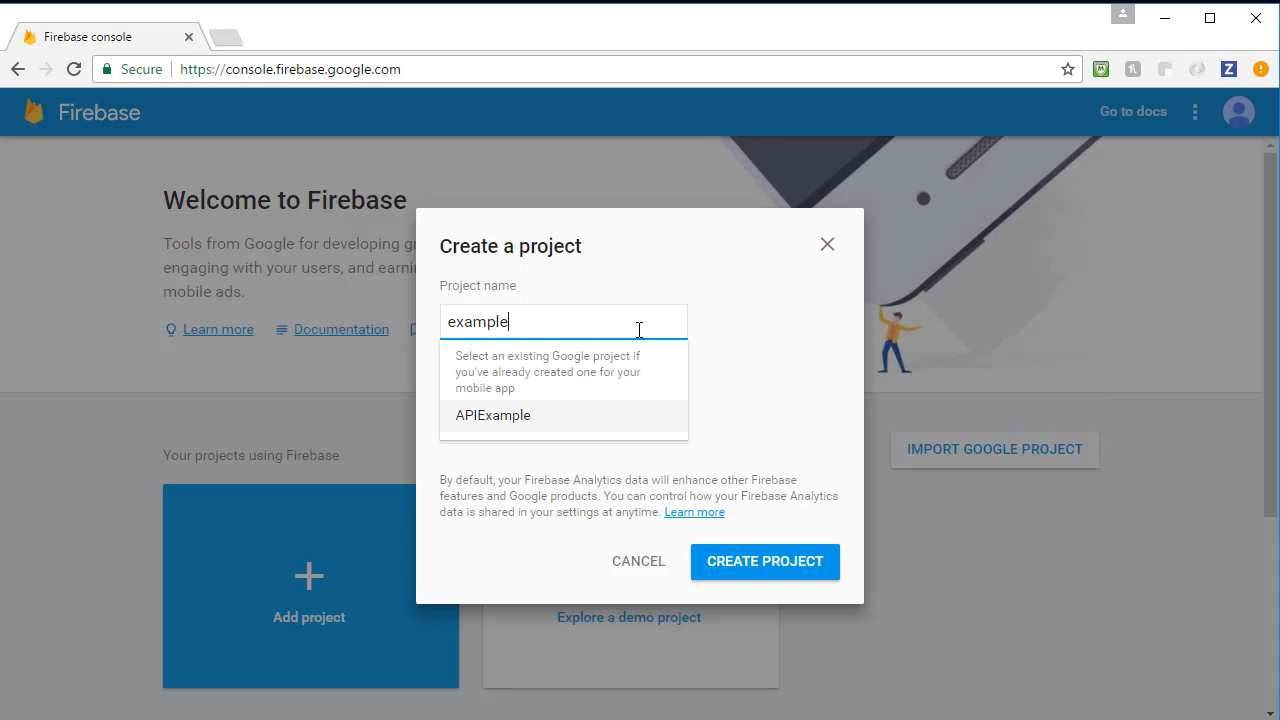 Firebase console
Secure
https://console.firebase.google.com
Z
Firebase
Go to docs
Welcome to Firebase
Tools from Google for developing gr
engaging with your users, and earni
mobile ads.
Learn more
Documentation
Create a project
Project name
example
Select an existing Google project if
you've already created one for your
mobile app
APIExample
By default, your Firebase Analytics data will enhance other Firebase
features and Google products. You can control how your Firebase Analytics
data is shared in your settings at anytime. Learn more
CANCEL
CREATE PROJECT
Your projects using Firebase
IMPORT GOOGLE PROJECT
Add project
Explore a demo project